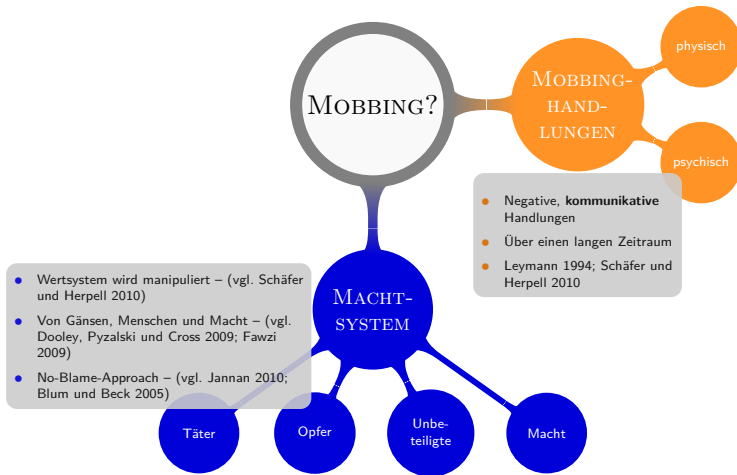 MOBBING?
MOBBING-
HAND-
LUNGEN
physisch
psychisch
Negative, kommunikative
Handlungen
Über einen langen Zeitraum
Leymann 1994; Schäfer und
Herpell 2010
MACHT-
SYSTEM
Wertsystem wird manipuliert – (vgl. Schäfer
und Herpell 2010)
Von Gänsen, Menschen und Macht – (vgl.
Dooley, Pyzalski und Cross 2009; Fawzi
2009)
No-Blame-Approach – (vgl. Jannan 2010;
Blum und Beck 2005)
Täter
Opfer
Unbe-
teiligte
Macht